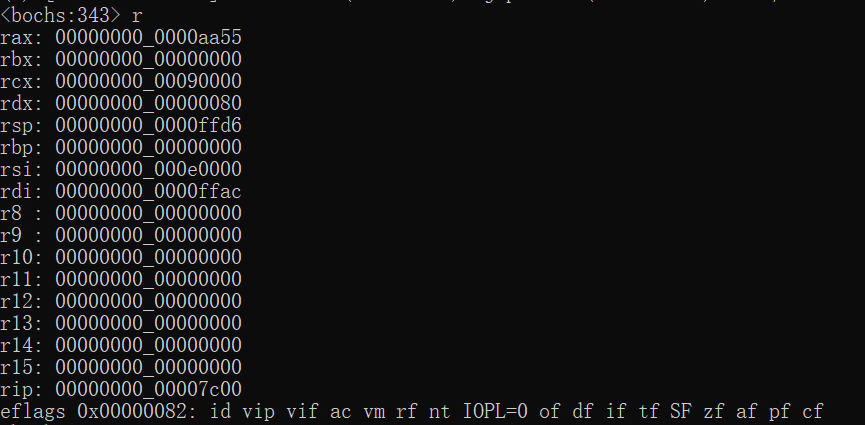 <bochs:343> r
rax: 00000000_0000aa55
rbx: 00000000_00000000
rcx: 00000000_00090000
rdx: 00000000_00000080
rsp: 00000000_0000ffd6
rbp: 00000000_00000000
rsi: 00000000_000e0000
rdi: 00000000_0000ffac
r8 : 00000000_00000000
r9 : 00000000_00000000
r10: 00000000_00000000
r11: 00000000_00000000
r12: 00000000_00000000
r13: 00000000_00000000
r14: 00000000_00000000
r15: 00000000_00000000
rip: 00000000_00007c00
eflags 0x00000082: id vip vif ac vm rf nt IOPL=0 of df if tf SF zf af pf cf